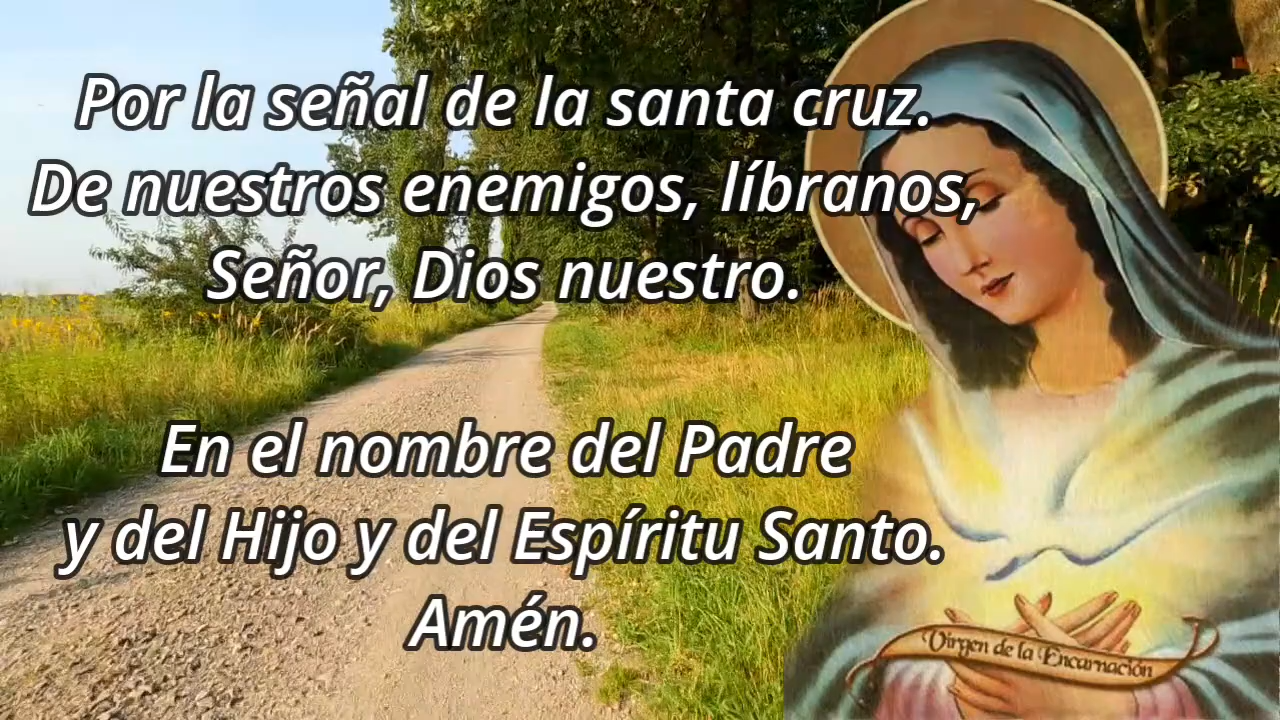 Por la señal de la santa cruz.
De nuestros enemigos, líbranos,
Señor, Dios nuestro.
En el nombre del Padre
y del Hijo y del Espíritu Santo.
Amén.
Virgen de la Encarnación